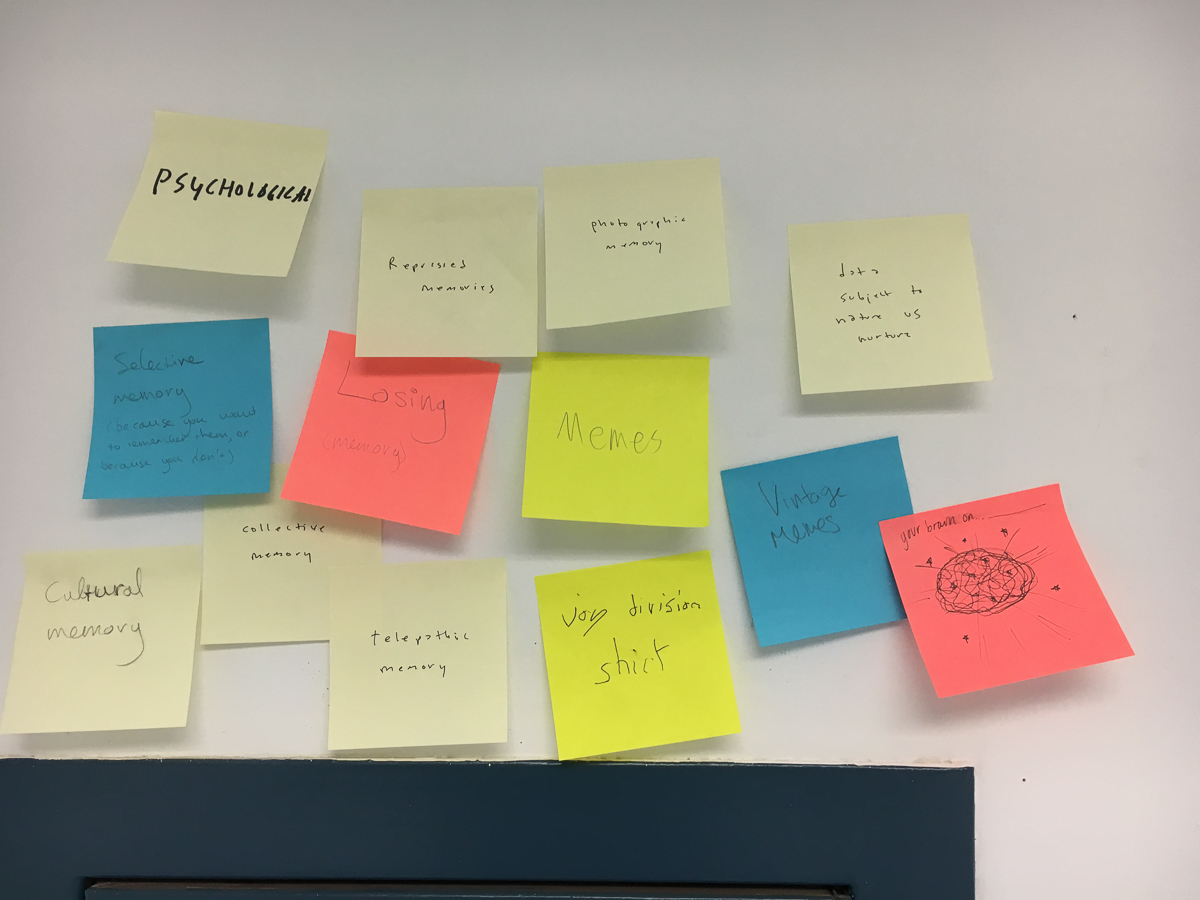 PSYCHOLOGICAL
Repressed
memories
photographic
memory
data
subject to
nature vs
nurture
Selective
memory
(because you want
to remember them, or
because you don't)
Losing
(memory)
Memes
Vintage
Memes
your brain on...
collective
memory
Cultural
memory
telepathic
memory
joy division
shirt